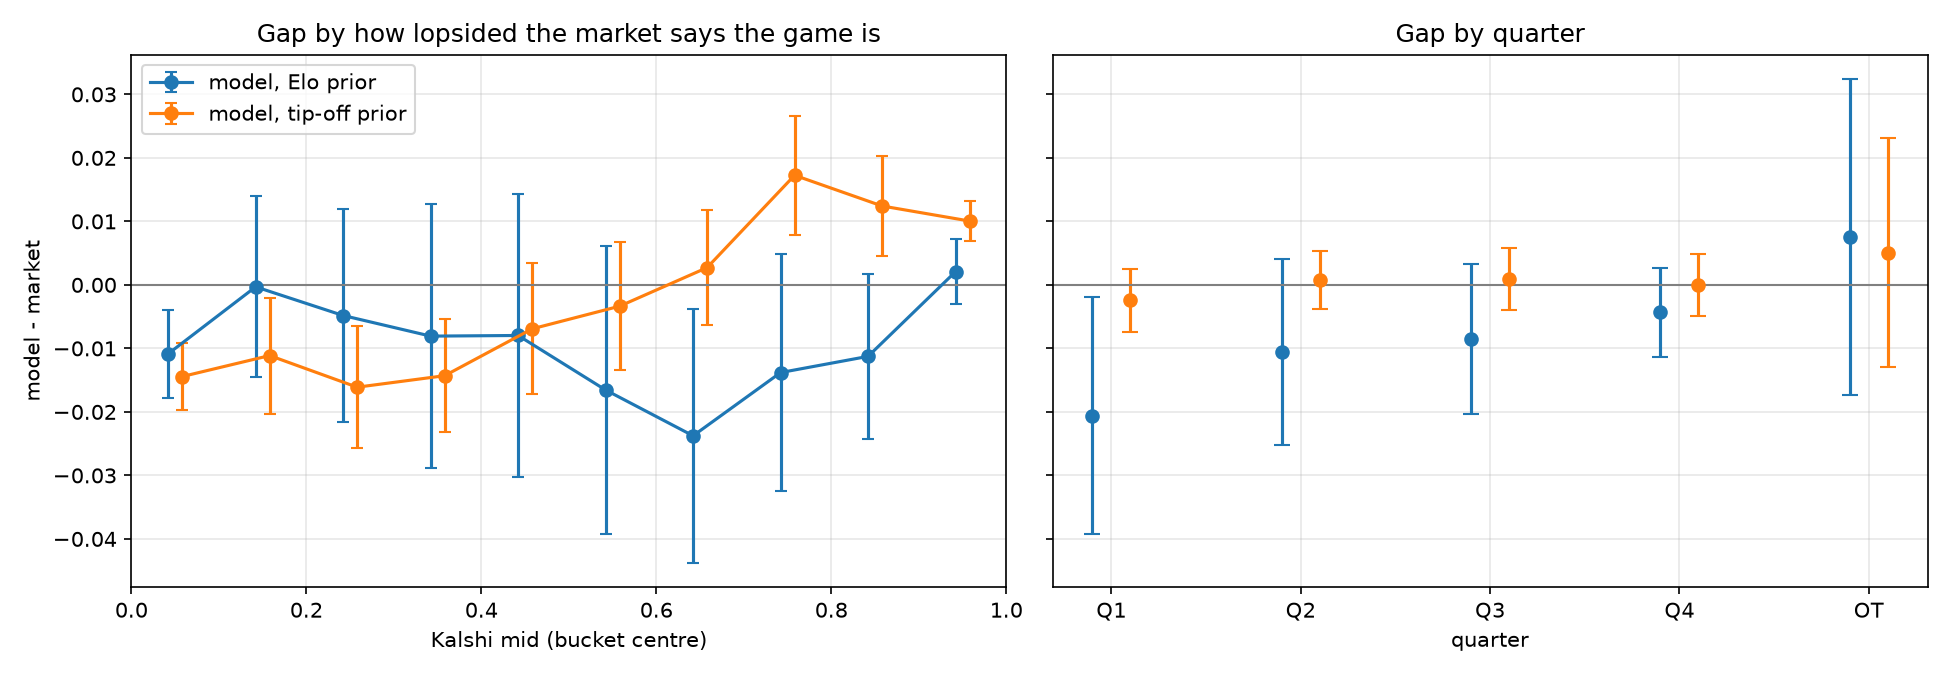 Gap by how lopsided the market says the game is
model, Elo prior
model, tip-off prior
model - market
0.03
0.02
0.01
0.00
−0.01
−0.02
−0.03
−0.04
0.0 0.2 0.4 0.6 0.8 1.0
Kalshi mid (bucket centre)
Gap by quarter
Q1 Q2 Q3 Q4 OT
quarter